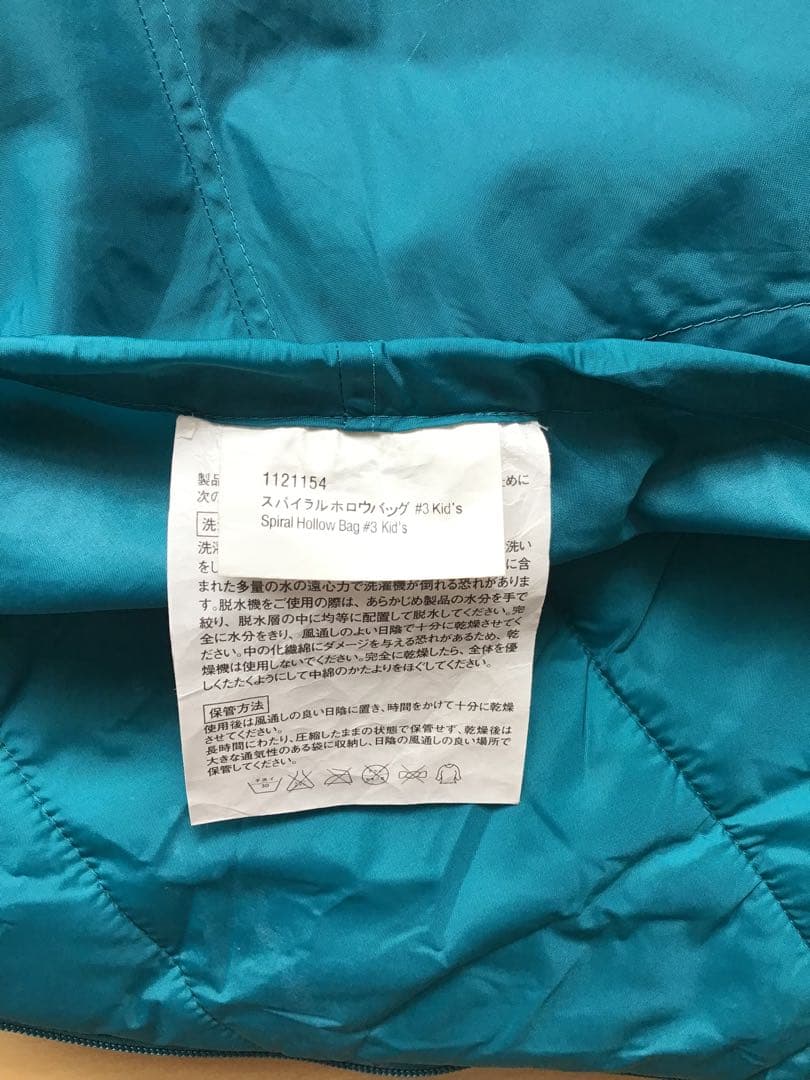 1121154
スパイラルホロウバッグ #3 Kid's
Spiral Hollow Bag #3 Kid's
製品 ために
次の
洗
洗濯 洗い
をし に含
まれた多量の水の遠心力で洗濯機が倒れる恐れがありま
す。脱水機をご使用の際は、あらかじめ製品の水分を手で
絞り、脱水層の中に均等に配置して脱水してください。完
全に水分をきり、風通しのよい日陰で十分に乾燥させてく
ださい。中の化繊綿にダメージを与える恐れがあるため、乾
燥機は使用しないでください。完全に乾燥したら、全体を優
しくたたくようにして中綿のかたよりをほぐしてください。
保管方法
使用後は風通しの良い日陰に置き、時間をかけて十分に乾燥
させてください。
長時間にわたり、圧縮したままの状態で保管せず、乾燥後は
大きな通気性のある袋に収納し、日陰の風通しの良い場所で
保管してください。
手洗イ
30